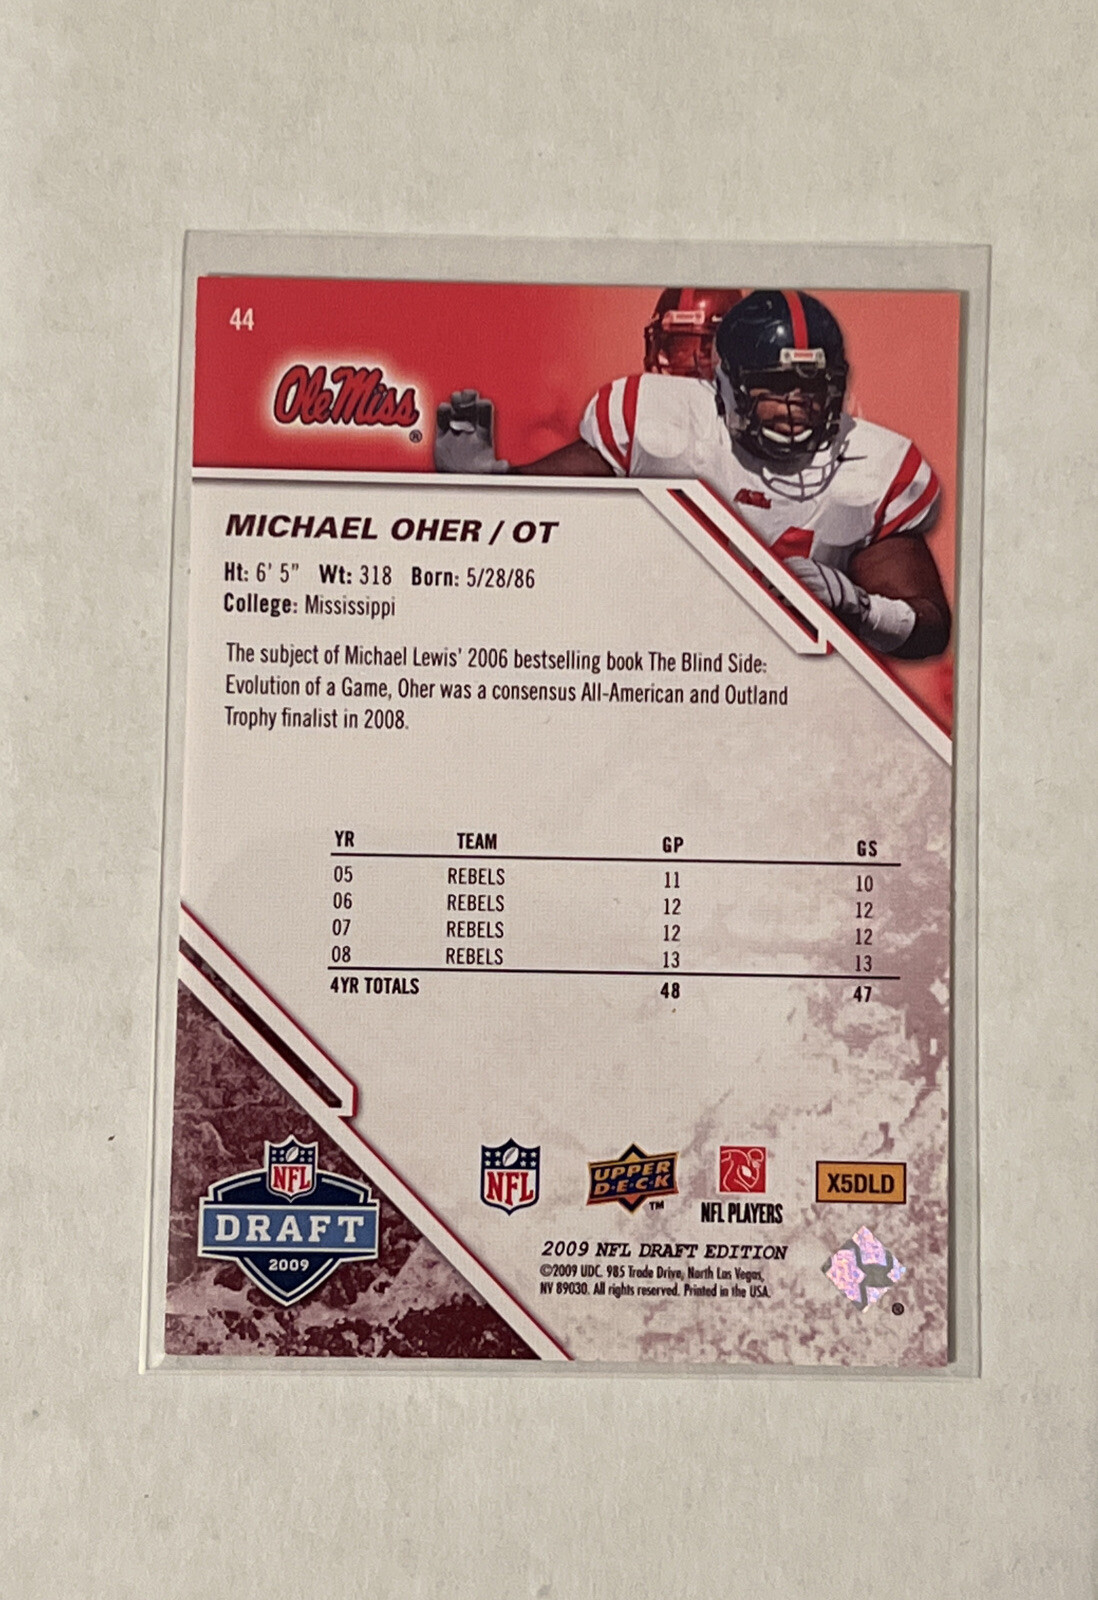 44
Ole Miss®
MICHAEL OHER / OT
Ht: 6' 5" Wt: 318 Born: 5/28/86
College: Mississippi
The subject of Michael Lewis' 2006 bestselling book The Blind Side:
Evolution of a Game, Oher was a consensus All-American and Outland
Trophy finalist in 2008.
YR TEAM GP GS
05 REBELS 11 10
06 REBELS 12 12
07 REBELS 12 12
08 REBELS 13 13
4YR TOTALS 48 47
NFL
DRAFT
2009
NFL
UPPER
D·E·C·K
TM
NFL PLAYERS
X5DLD
2009 NFL DRAFT EDITION
©2009 UDC. 985 Trade Drive, North Las Vegas,
NV 89030. All rights reserved. Printed in the USA.
®